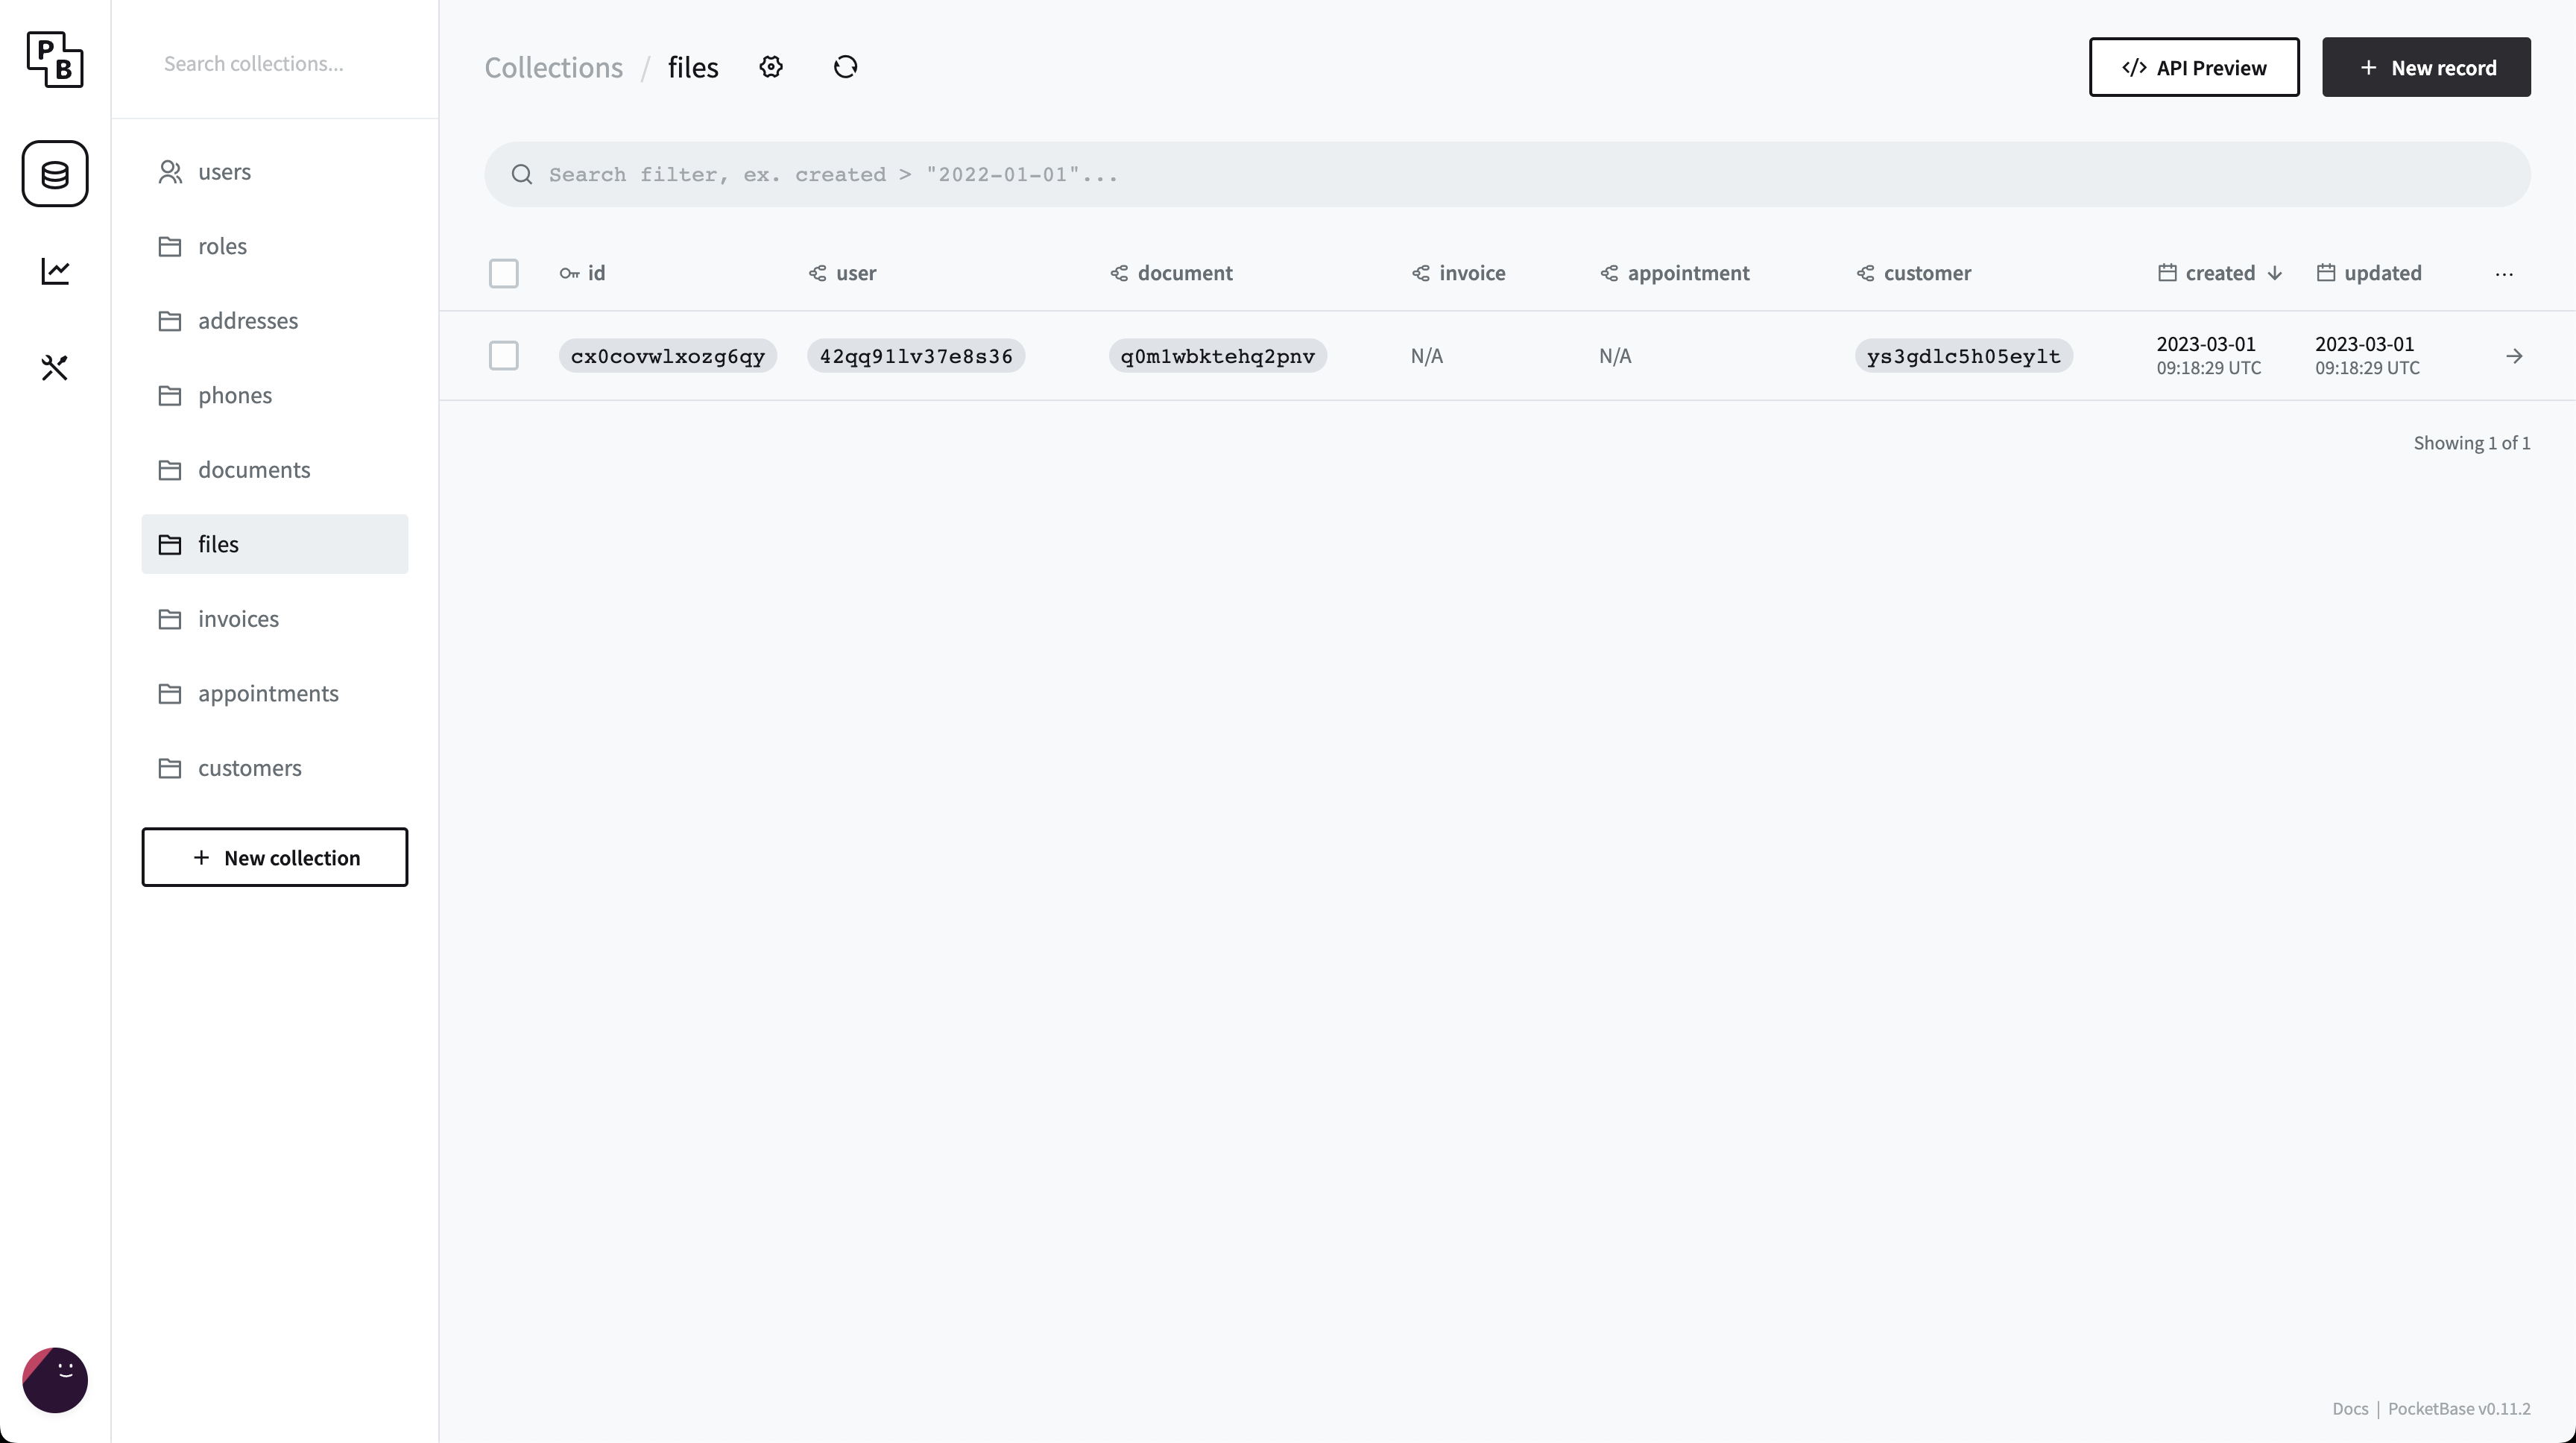 P
B
Search collections...
users
roles
addresses
phones
documents
files
invoices
appointments
customers
+ New collection
Collections / files
</> API Preview
+ New record
Search filter, ex. created > "2022-01-01"...
id user document invoice appointment customer created updated ...
cx0covwlxozg6qy 42qq91lv37e8s36 q0m1wbktehq2pnv N/A N/A ys3gdlc5h05eylt 2023-03-01 2023-03-01
09:18:29 UTC 09:18:29 UTC
Showing 1 of 1
Docs | PocketBase v0.11.2